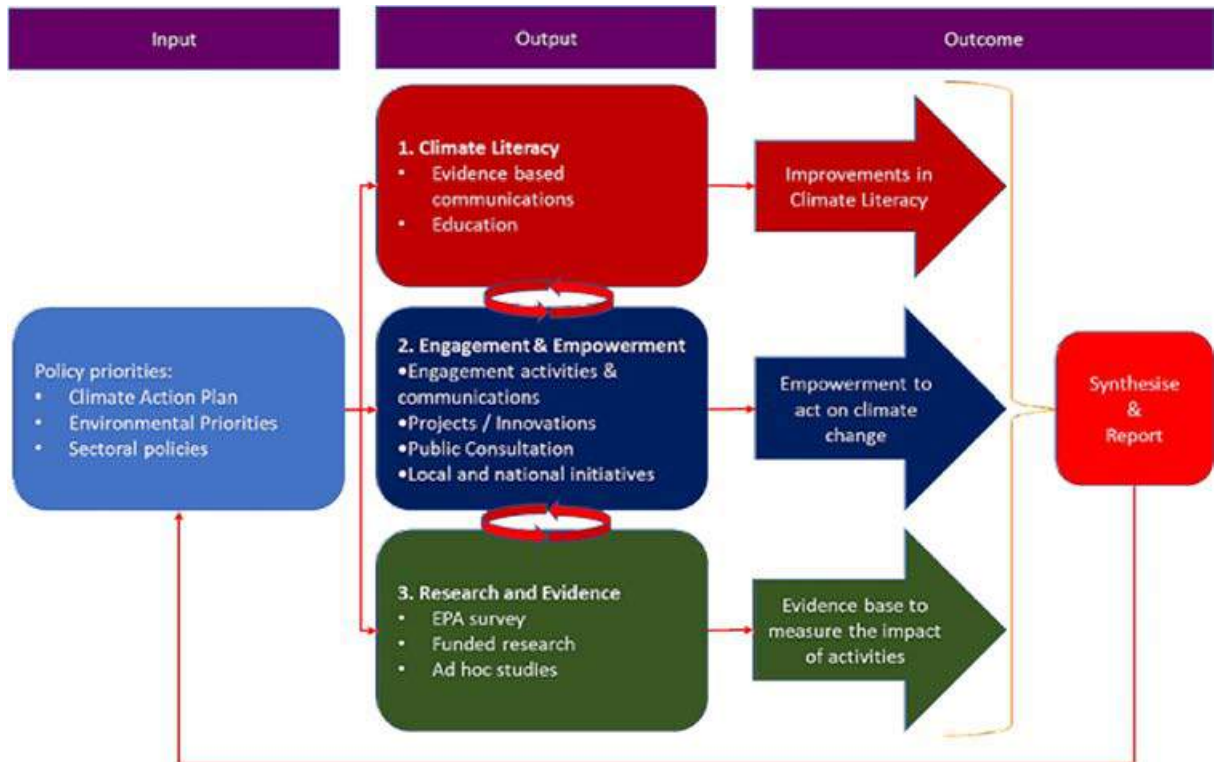 Input
Output
Outcome
Policy priorities:
• Climate Action Plan
• Environmental Priorities
• Sectoral policies
1. Climate Literacy
• Evidence based
communications
• Education
2. Engagement & Empowerment
•Engagement activities &
communications
•Projects / Innovations
•Public Consultation
•Local and national initiatives
3. Research and Evidence
• EPA survey
• Funded research
• Ad hoc studies
Improvements in
Climate Literacy
Empowerment to
act on climate
change
Evidence base to
measure the impact
of activities
Synthesise
&
Report